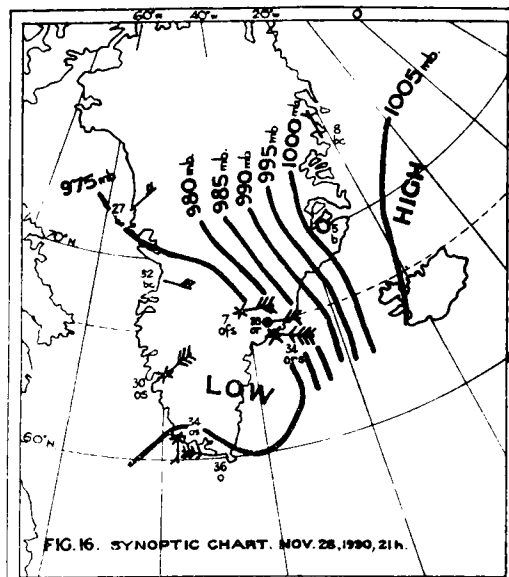 60°W 40°W 20°W 0
1005 mb.
8
bc
1000 mb.
995 mb.
990 mb.
985 mb.
980 mb.
975 mb.
HIGH
27
70°N
b
32
bc
7
ofs
34
ors
LOW
30
os
34
os
60°N
36
o
FIG. 16. SYNOPTIC CHART. NOV. 28, 1930, 21h.